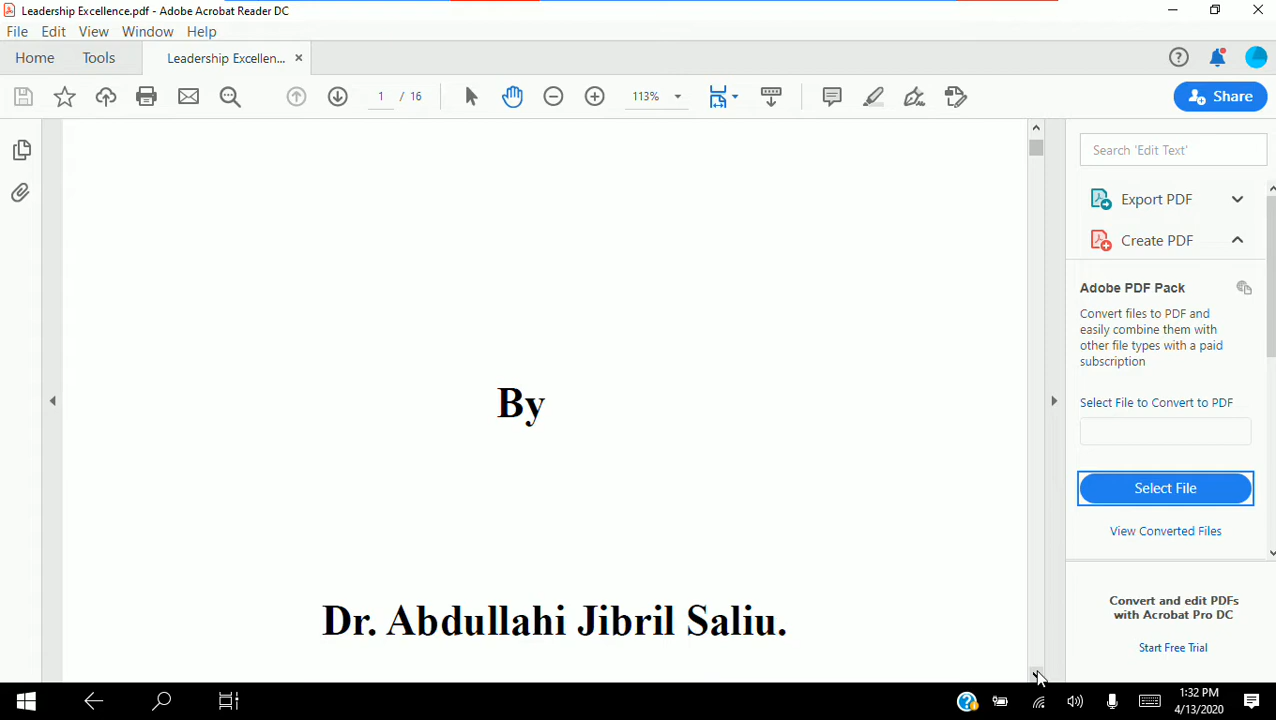 Leadership Excellence.pdf - Adobe Acrobat Reader DC
File Edit View Window Help
Home Tools Leadership Excellen... ×
1 / 16 113% Share
Search 'Edit Text'
Export PDF
Create PDF
Adobe PDF Pack
Convert files to PDF and
easily combine them with
other file types with a paid
subscription
Select File to Convert to PDF
Select File
View Converted Files
Convert and edit PDFs
with Acrobat Pro DC
Start Free Trial
By
Dr. Abdullahi Jibril Saliu.
1:32 PM
4/13/2020